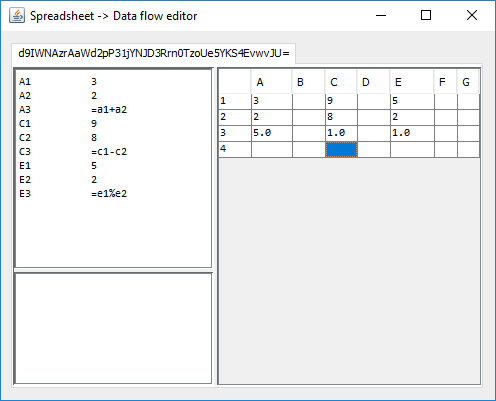 Spreadsheet -> Data flow editor
d9IWNAzrAaWd2pP31jYNJD3Rrn0TzoUe5YKS4EvwvJU=
A1 3
A2 2
A3 =a1+a2
C1 9
C2 8
C3 =c1-c2
E1 5
E2 2
E3 =e1%e2
A B C D E F G
1 3 9 5
2 2 8 2
3 5.0 1.0 1.0
4